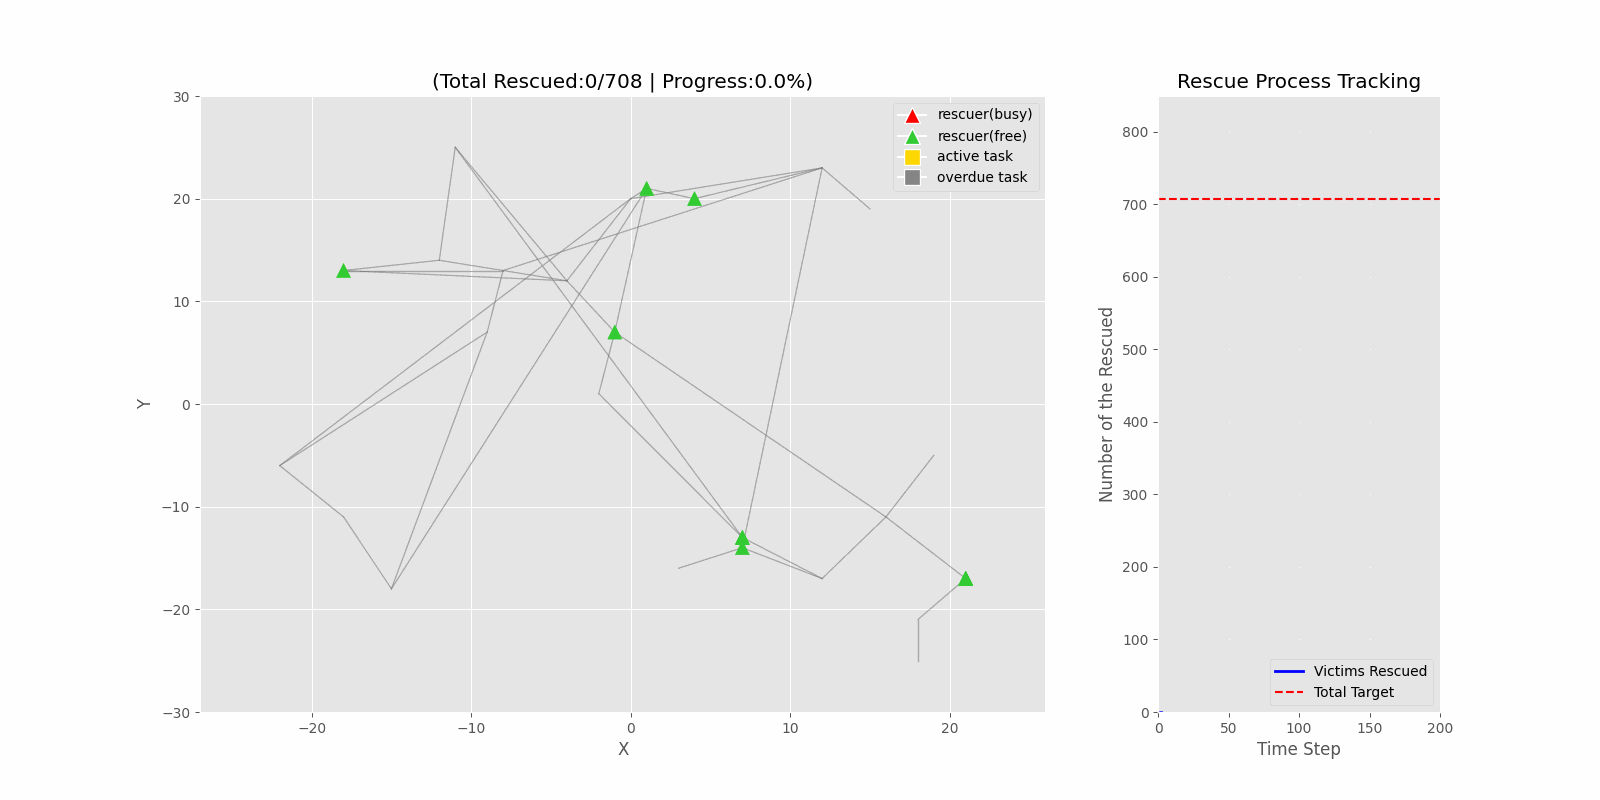 (Total Rescued:0/708 | Progress:0.0%)
30
20
10
0
−10
−20
−30
−20
−10
0
10
20
X
Y
rescuer(busy)
rescuer(free)
active task
overdue task
Rescue Process Tracking
800
700
600
500
400
300
200
100
0
0
50
100
150
200
Time Step
Number of the Rescued
Victims Rescued
Total Target